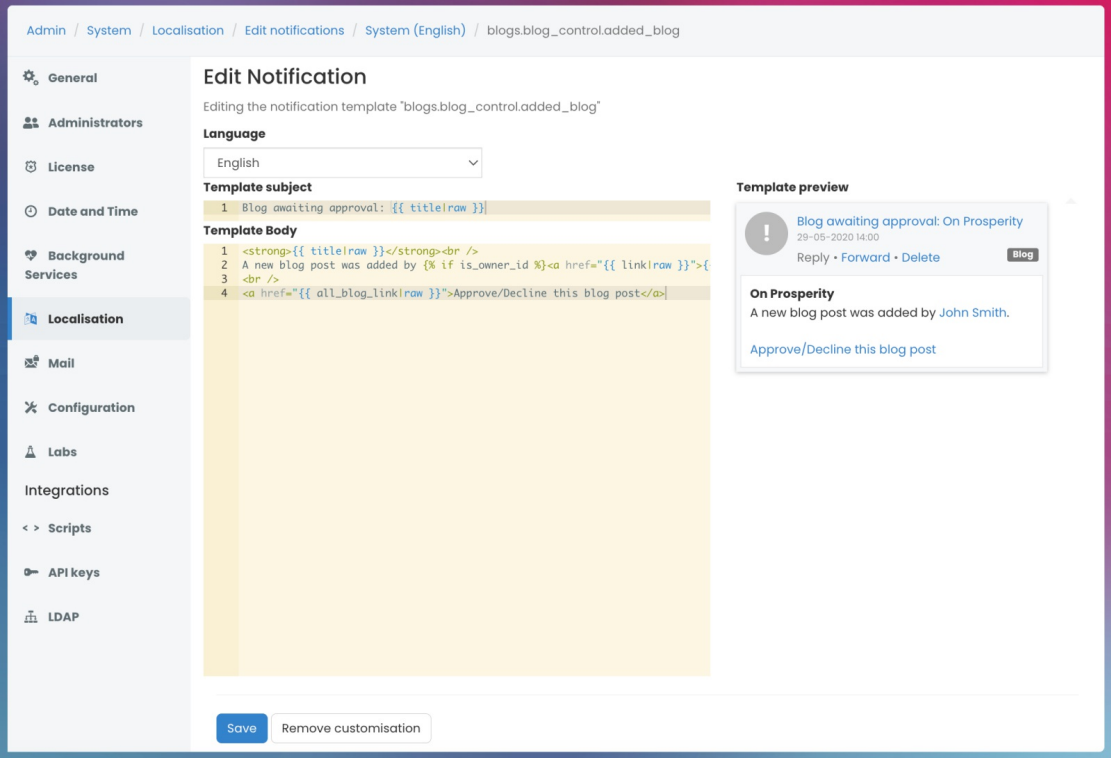 Admin / System / Localisation / Edit notifications / System (English) / blogs.blog_control.added_blog
General
Administrators
License
Date and Time
Background
Services
Localisation
Mail
Configuration
Labs
Integrations
Scripts
API keys
LDAP
Edit Notification
Editing the notification template "blogs.blog_control.added_blog"
Language
English
Template subject
1 Blog awaiting approval: {{ title|raw }}
Template Body
1 <strong>{{ title|raw }}</strong><br />
2 A new blog post was added by {% if is_owner_id %}<a href="{{ link|raw }}">{
3 <br />
4 <a href="{{ all_blog_link|raw }}">Approve/Decline this blog post</a>
Template preview
Blog awaiting approval: On Prosperity
29-05-2020 14:00
Reply • Forward • Delete
Blog
On Prosperity
A new blog post was added by John Smith.
Approve/Decline this blog post
Save
Remove customisation